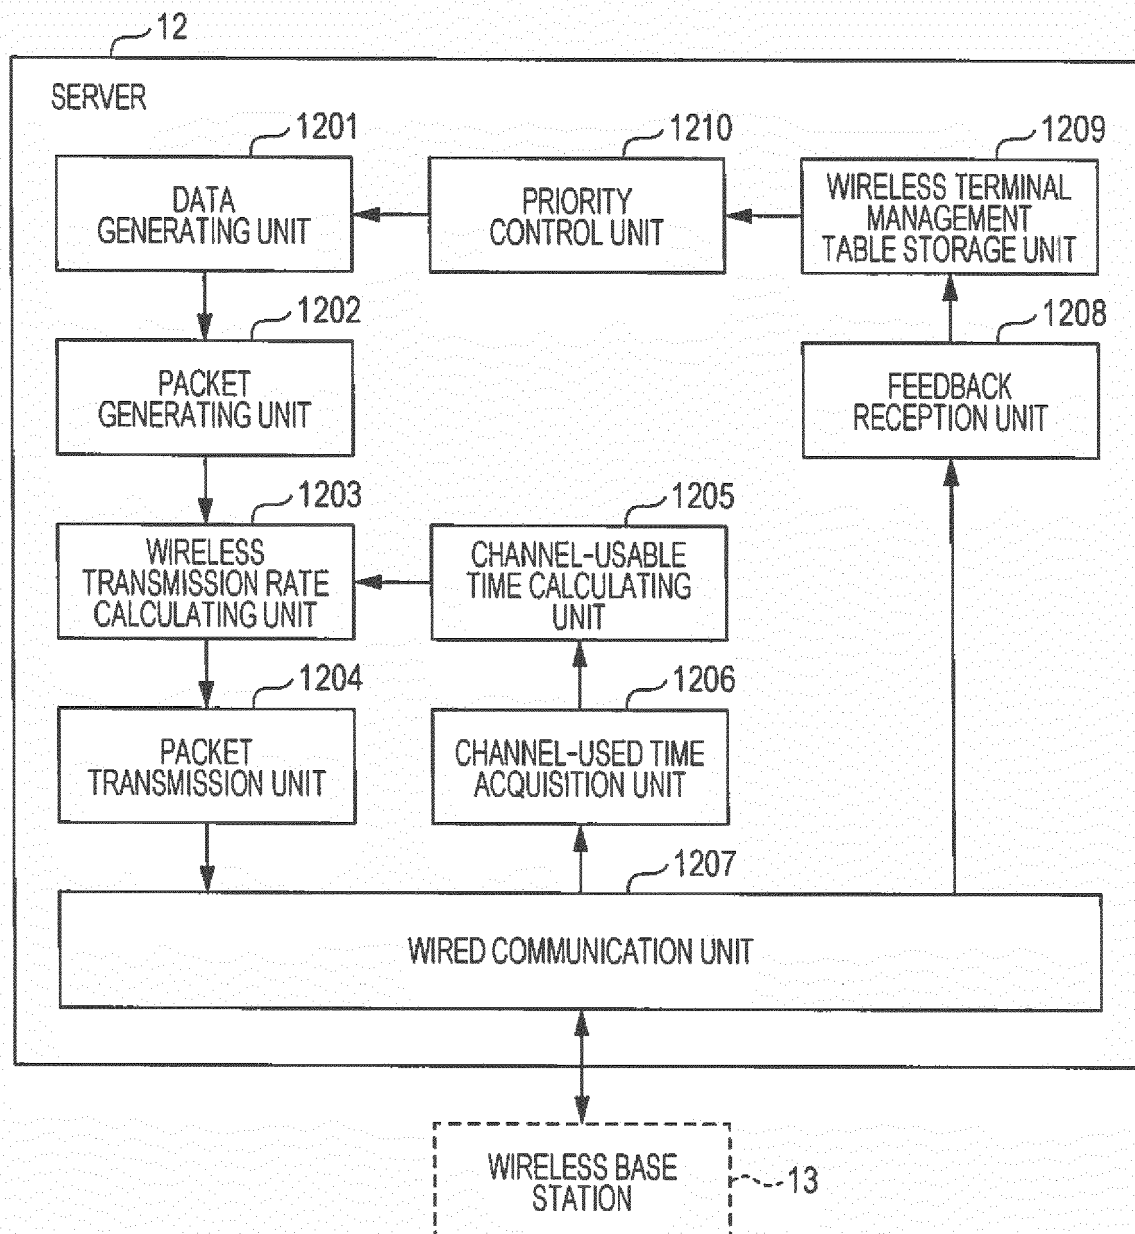 12
SERVER
1201
DATA
GENERATING UNIT
1210
PRIORITY
CONTROL UNIT
1209
WIRELESS TERMINAL
MANAGEMENT
TABLE STORAGE UNIT
1202
PACKET
GENERATING UNIT
1208
FEEDBACK
RECEPTION UNIT
1203
WIRELESS
TRANSMISSION RATE
CALCULATING UNIT
1205
CHANNEL-USABLE
TIME CALCULATING
UNIT
1204
PACKET
TRANSMISSION UNIT
1206
CHANNEL-USED TIME
ACQUISITION UNIT
1207
WIRED COMMUNICATION UNIT
WIRELESS BASE
STATION
13